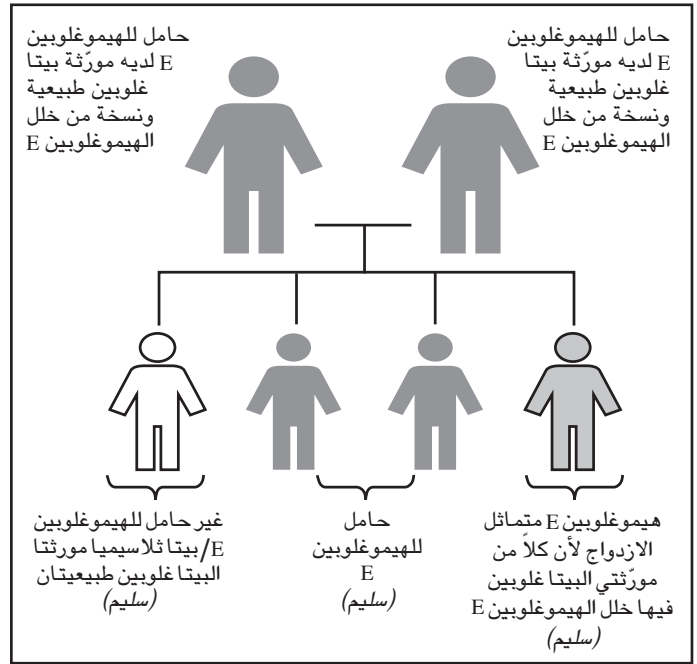 حامل للهيموغلوبين
E لديه مورّثة بيتا
غلوبين طبيعية
ونسخة من خلل
الهيموغلوبين E
حامل للهيموغلوبين
E لديه مورّثة بيتا
غلوبين طبيعية
ونسخة من خلل
الهيموغلوبين E
هيموغلوبين E متماثل
الازدواج لأن كلاً من
مورّثتي البيتا غلوبين
فيها خلل الهيموغلوبين E
(سليم)
حامل
للهيموغلوبين
E
(سليم)
غير حامل للهيموغلوبين
E/بيتا ثلاسيميا مورثتا
البيتا غلوبين طبيعيتان
(سليم)